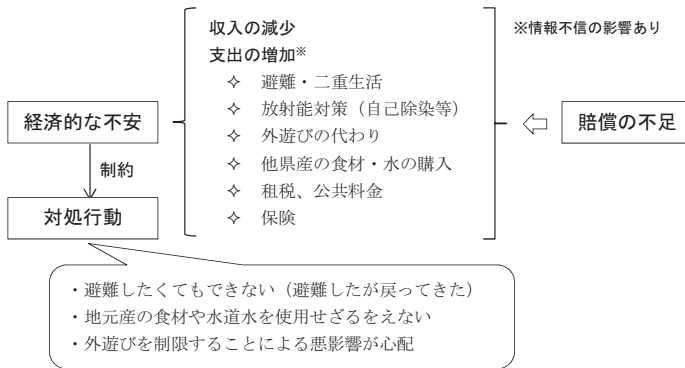 収入の減少
※情報不信の影響あり
支出の増加※
✧ 避難・二重生活
✧ 放射能対策（自己除染等）
経済的な不安
賠償の不足
✧ 外遊びの代わり
✧ 他県産の食材・水の購入
制約
✧ 租税、公共料金
✧ 保険
対処行動
・避難したくてもできない（避難したが戻ってきた）
・地元産の食材や水道水を使用せざるをえない
・外遊びを制限することによる悪影響が心配